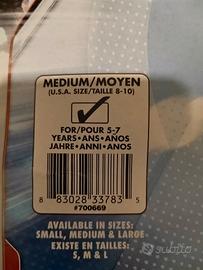 MEDIUM/MOYEN
(U.S.A. SIZE/TAILLE 8-10)
FOR/POUR 5-7
YEARS•ANS•AÑOS
JAHRE•ANNI•ANOS
8 83028 33783 5
#700669
AVAILABLE IN SIZES:
SMALL, MEDIUM & LARGE
EXISTE EN TAILLES:
S, M & L
subito